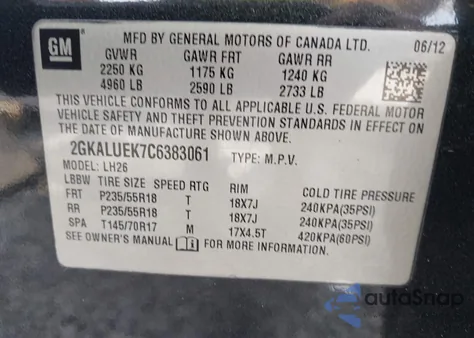 GM
MFD BY GENERAL MOTORS OF CANADA LTD. 06/12
GVWR GAWR FRT GAWR RR
2250 KG 1175 KG 1240 KG
4960 LB 2590 LB 2733 LB
THIS VEHICLE CONFORMS TO ALL APPLICABLE U.S. FEDERAL MOTOR
VEHICLE SAFETY AND THEFT PREVENTION STANDARDS IN EFFECT ON
THE DATE OF MANUFACTURE SHOWN ABOVE.
2GKALUEK7C6383061 TYPE: M.P.V.
MODEL: LH26
LBBW TIRE SIZE SPEED RTG RIM COLD TIRE PRESSURE
FRT P235/55R18 T 18X7J 240KPA(35PSI)
RR P235/55R18 T 18X7J 240KPA(35PSI)
SPA T145/70R17 M 17X4.5T 420KPA(60PSI)
SEE OWNER'S MANUAL i FOR MORE INFORMATION.
autoSnap